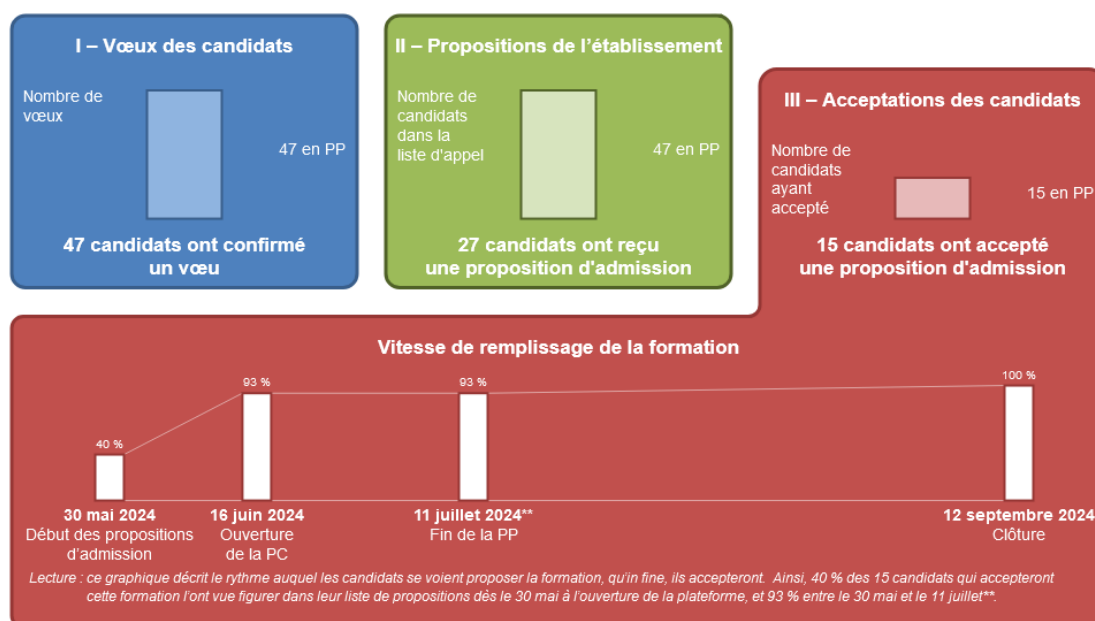 I – Vœux des candidats
Nombre de
vœux
47 en PP
47 candidats ont confirmé
un vœu
II – Propositions de l'établissement
Nombre de
candidats
dans la
liste d'appel
47 en PP
27 candidats ont reçu
une proposition d'admission
III – Acceptations des candidats
Nombre de
candidats
ayant
accepté
15 en PP
15 candidats ont accepté
une proposition d'admission
Vitesse de remplissage de la formation
40 %
93 %
93 %
100 %
30 mai 2024
Début des propositions
d'admission
16 juin 2024
Ouverture
de la PC
11 juillet 2024**
Fin de la PP
12 septembre 2024
Clôture
Lecture : ce graphique décrit le rythme auquel les candidats se voient proposer la formation, qu'in fine, ils accepteront. Ainsi, 40 % des 15 candidats qui accepteront
cette formation l'ont vue figurer dans leur liste de propositions dès le 30 mai à l'ouverture de la plateforme, et 93 % entre le 30 mai et le 11 juillet**.